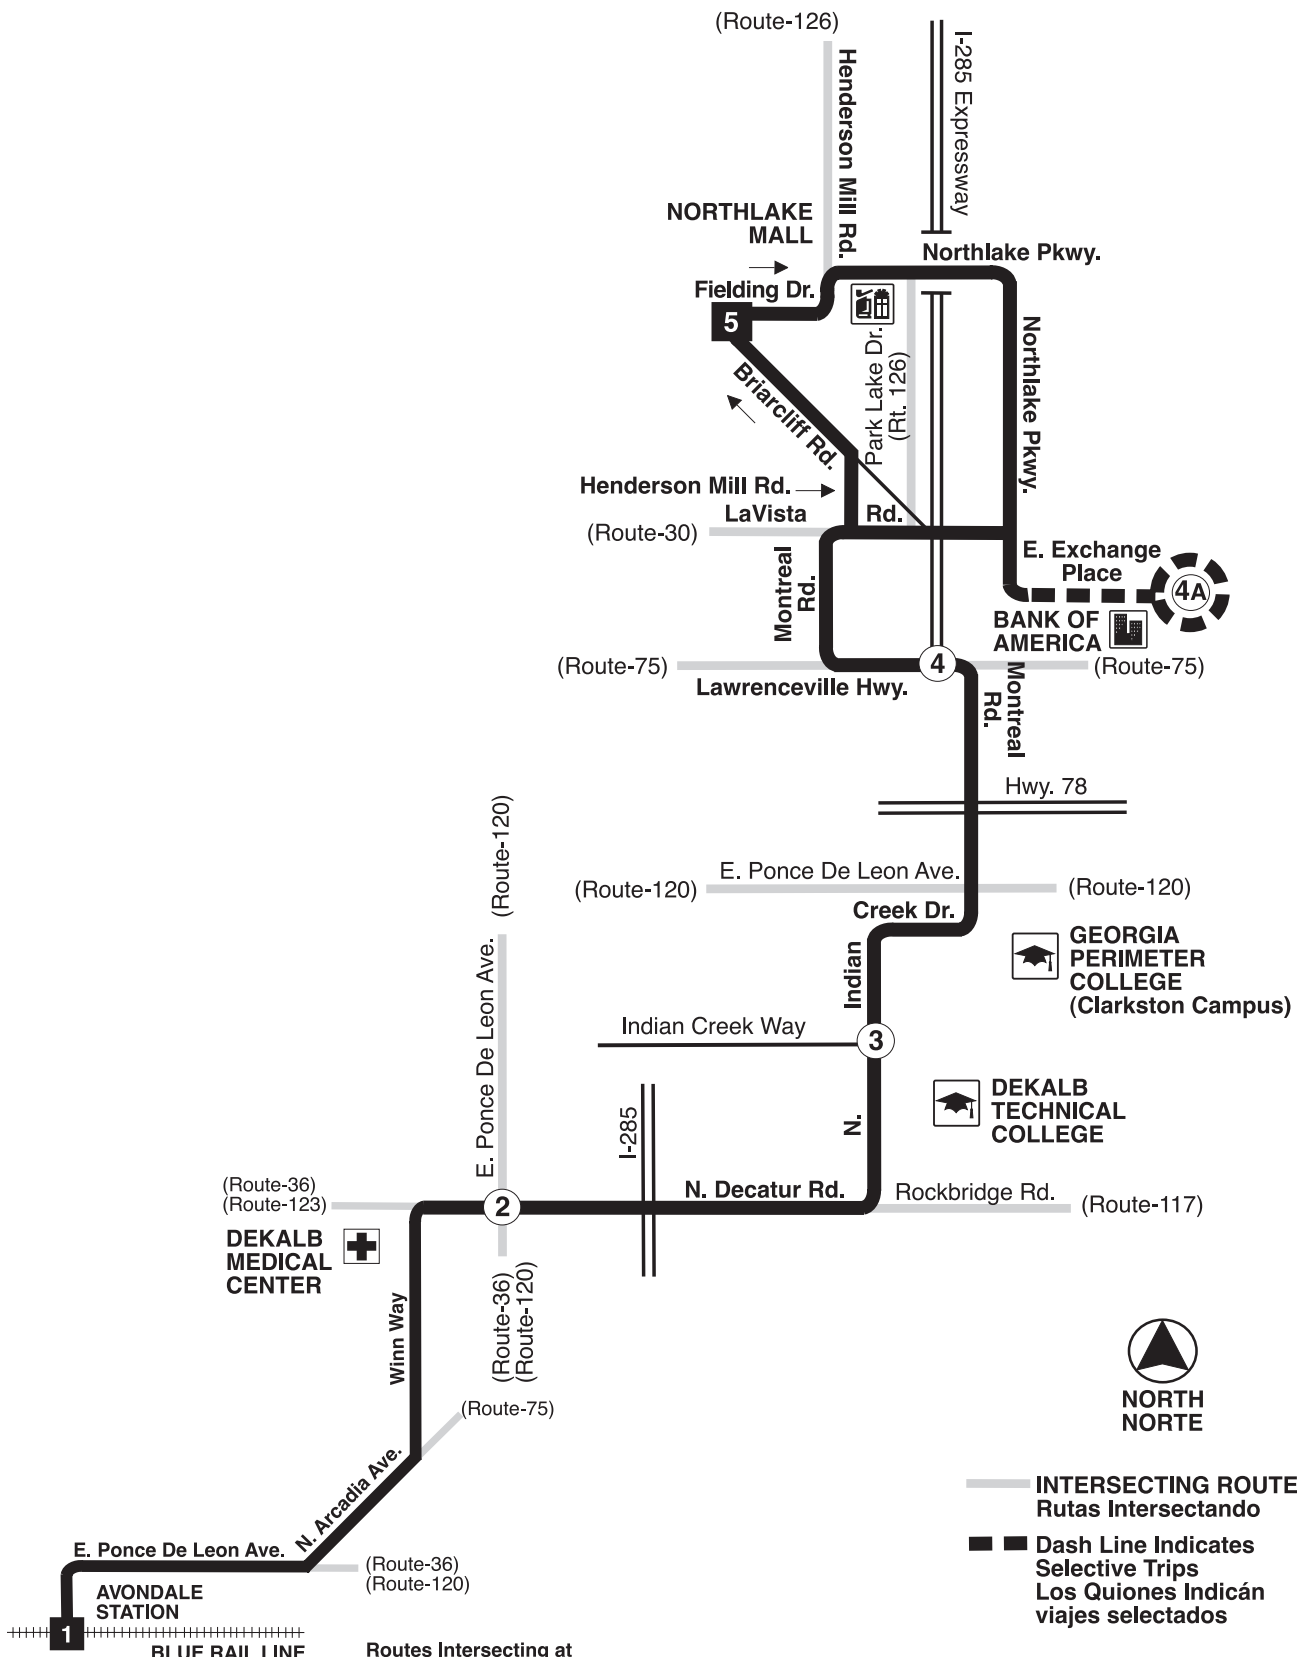 (Route-126)
Henderson Mill Rd.
I-285 Expressway
NORTHLAKE
MALL
Northlake Pkwy.
Fielding Dr.
5
Park Lake Dr.
(Rt. 126)
Northlake Pkwy.
Briarcliff Rd.
Henderson Mill Rd.
LaVista Rd.
(Route-30)
Montreal
Rd.
E. Exchange
Place
4A
BANK OF
AMERICA
(Route-75)
4
(Route-75)
Lawrenceville Hwy.
Montreal
Rd.
Hwy. 78
(Route-120)
E. Ponce De Leon Ave.
E. Ponce De Leon Ave.
(Route-120)
(Route-120)
Creek Dr.
Indian
N.
GEORGIA
PERIMETER
COLLEGE
(Clarkston Campus)
Indian Creek Way
3
DEKALB
TECHNICAL
COLLEGE
I-285
(Route-36)
(Route-123)
2
N. Decatur Rd.
Rockbridge Rd.
(Route-117)
DEKALB
MEDICAL
CENTER
Winn Way
(Route-36)
(Route-120)
(Route-75)
N. Arcadia Ave.
NORTH
NORTE
INTERSECTING ROUTE
Rutas Intersectando
Dash Line Indicates
Selective Trips
Los Quiones Indicán
viajes selectados
E. Ponce De Leon Ave.
(Route-36)
(Route-120)
AVONDALE
STATION
1
BLUE RAIL LINE
Routes Intersecting at